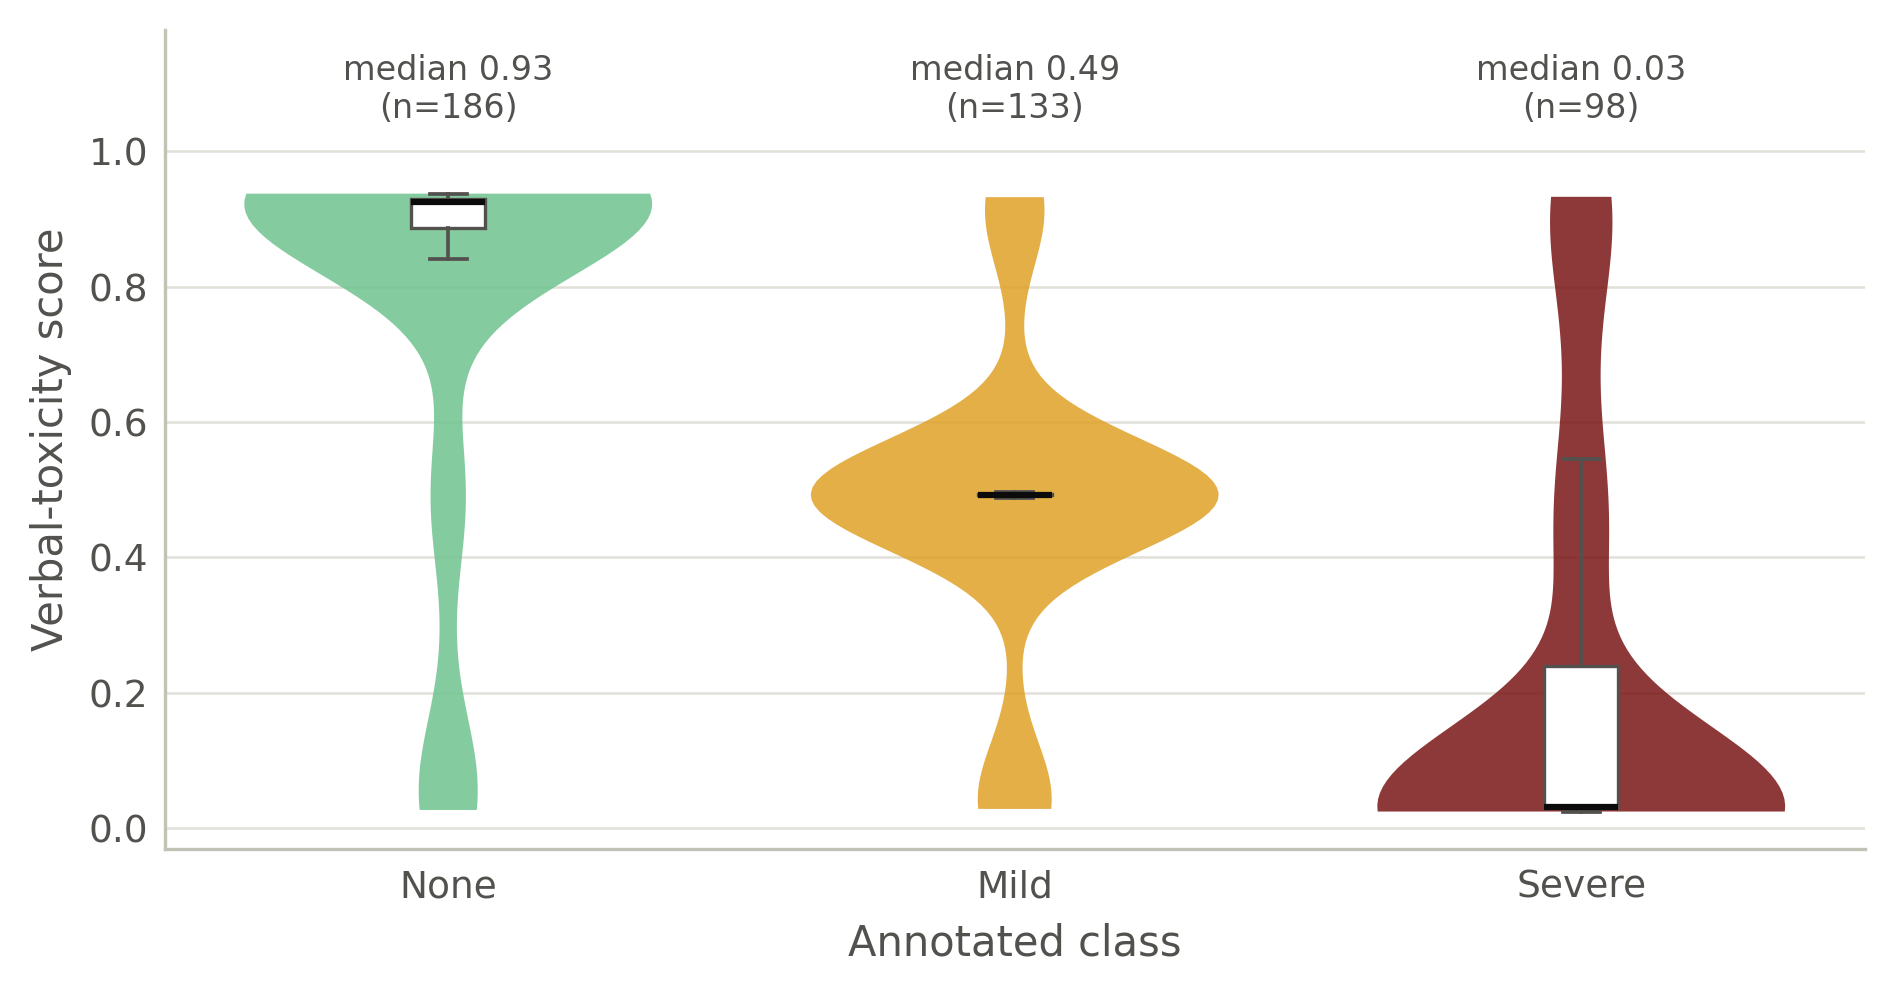 median 0.93
(n=186)
median 0.49
(n=133)
median 0.03
(n=98)
Verbal-toxicity score
1.0
0.8
0.6
0.4
0.2
0.0
None
Mild
Severe
Annotated class